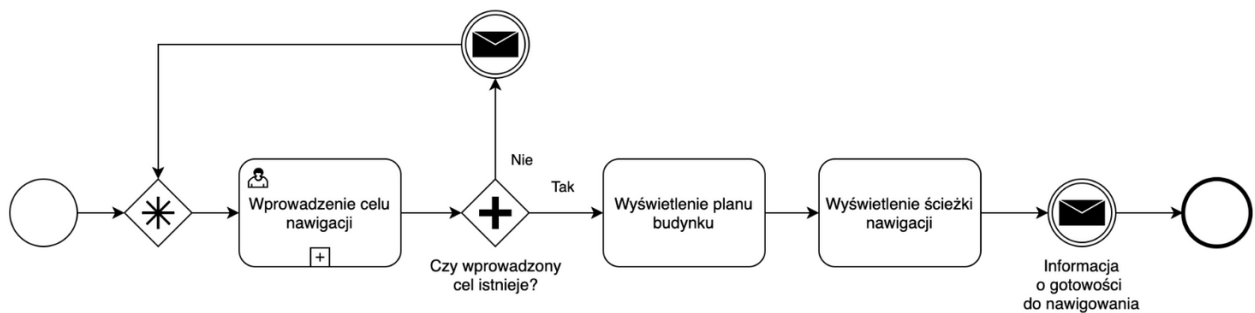 Nie
Tak
Wprowadzenie celu
nawigacji
Wyświetlenie planu
budynku
Wyświetlenie ścieżki
nawigacji
Czy wprowadzony
cel istnieje?
Informacja
o gotowości
do nawigowania